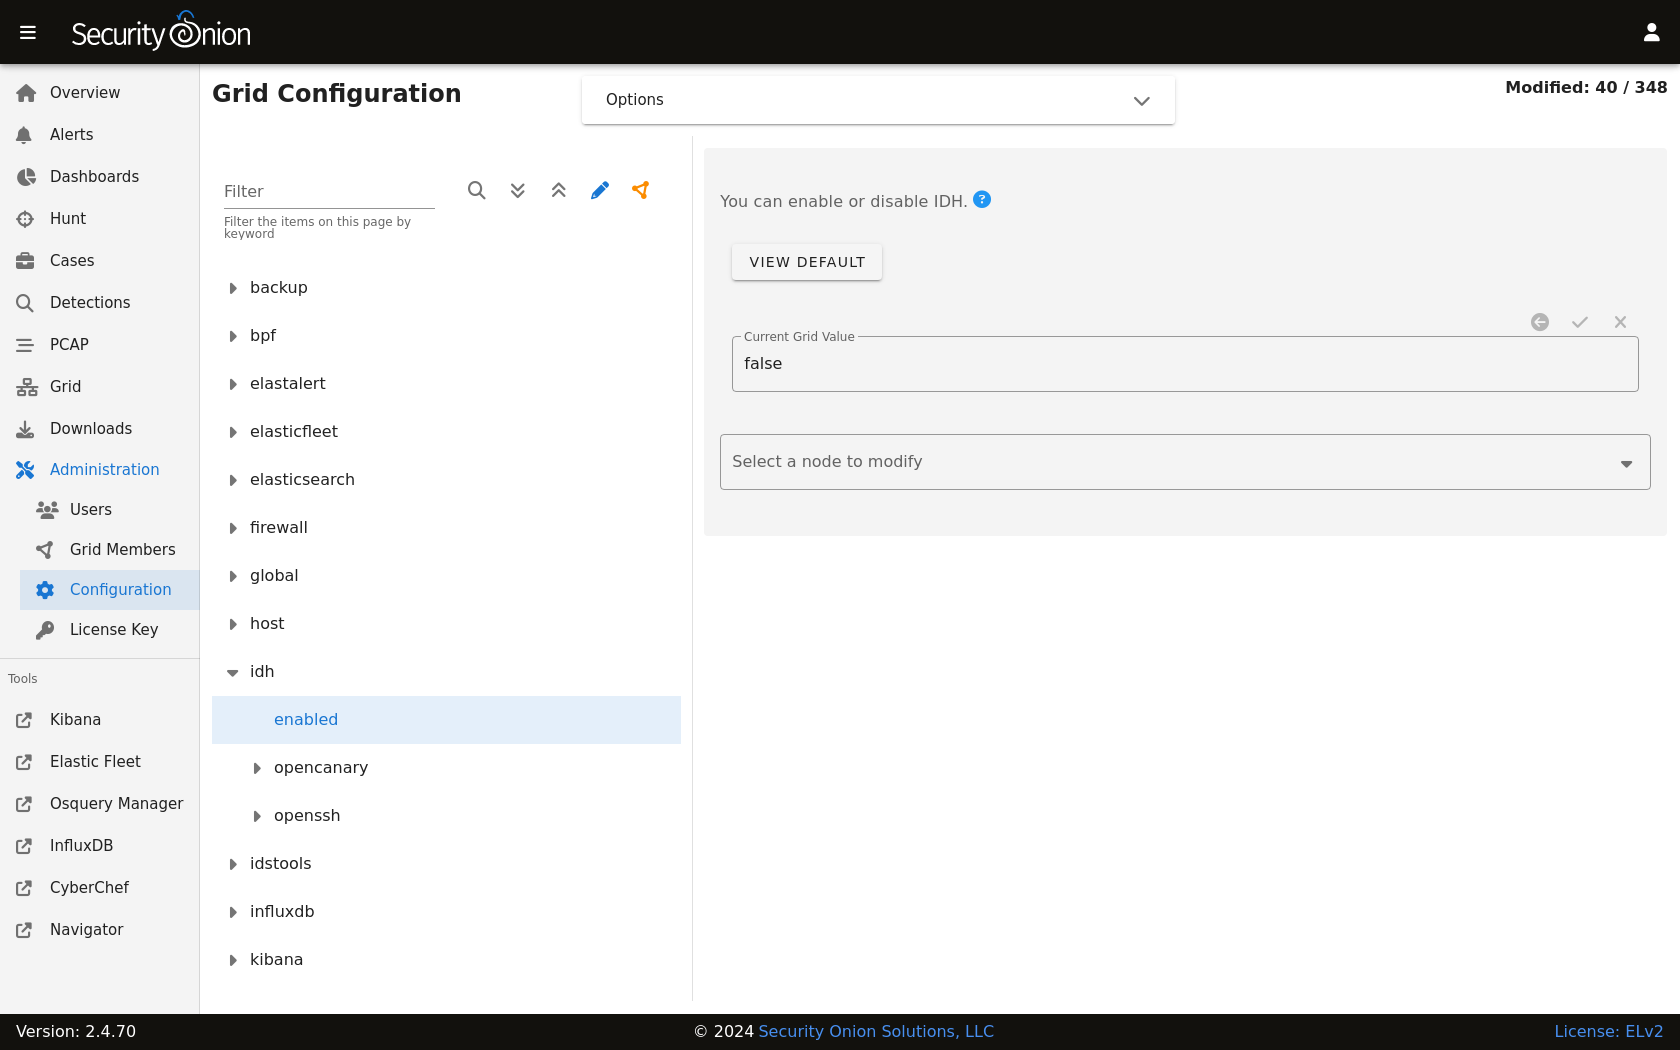 Security Onion
Overview
Alerts
Dashboards
Hunt
Cases
Detections
PCAP
Grid
Downloads
Administration
Users
Grid Members
Configuration
License Key
Tools
Kibana
Elastic Fleet
Osquery Manager
InfluxDB
CyberChef
Navigator
Grid Configuration
Options
Modified: 40 / 348
Filter
Filter the items on this page by
keyword
backup
bpf
elastalert
elasticfleet
elasticsearch
firewall
global
host
idh
enabled
opencanary
openssh
idstools
influxdb
kibana
You can enable or disable IDH. ?
VIEW DEFAULT
Current Grid Value
false
Select a node to modify
Version: 2.4.70
© 2024 Security Onion Solutions, LLC
License: ELv2